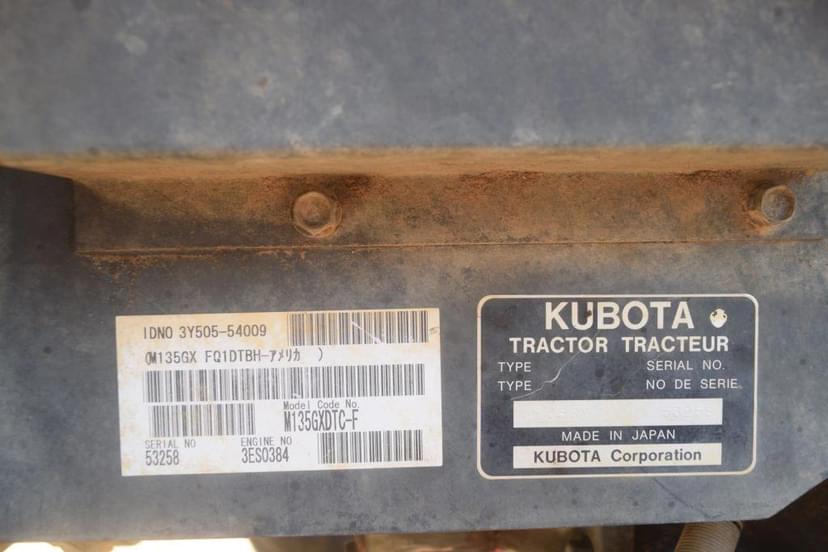 IDNO 3Y505-54009
(M135GX FQ1DTBH-アメリカ )
Model Code No.
M135GXDTC-F
SERIAL NO ENGINE NO
53258 3ES0384
KUBOTA
TRACTOR TRACTEUR
TYPE SERIAL NO.
TYPE NO DE SERIE
MADE IN JAPAN
KUBOTA Corporation